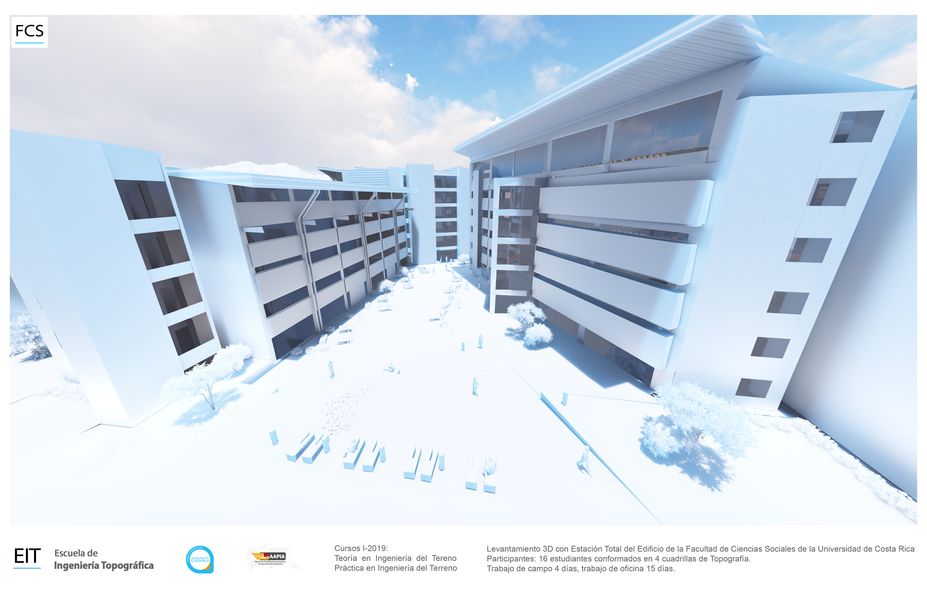 FCS
EIT
Escuela de
Ingeniería Topográfica
AAPIA
Cursos I-2019:
Teoría en Ingeniería del Tereno
Práctica en Ingeniería del Terreno
Levantamiento 3D con Estación Total del Edificio de la Facultad de Ciencias Sociales de la Universidad de Costa Rica
Participantes: 16 estudiantes conformados en 4 cuadrillas de Topografía.
Trabajo de campo 4 días, trabajo de oficina 15 días.